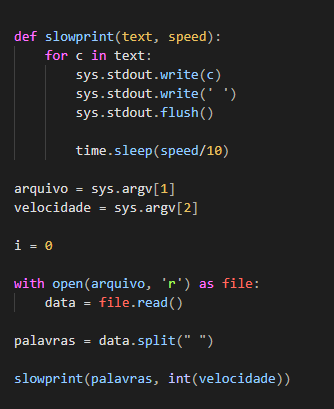 def slowprint(text, speed):
    for c in text:
        sys.stdout.write(c)
        sys.stdout.write(' ')
        sys.stdout.flush()

        time.sleep(speed/10)

arquivo = sys.argv[1]
velocidade = sys.argv[2]

i = 0

with open(arquivo, 'r') as file:
    data = file.read()

palavras = data.split(" ")

slowprint(palavras, int(velocidade))